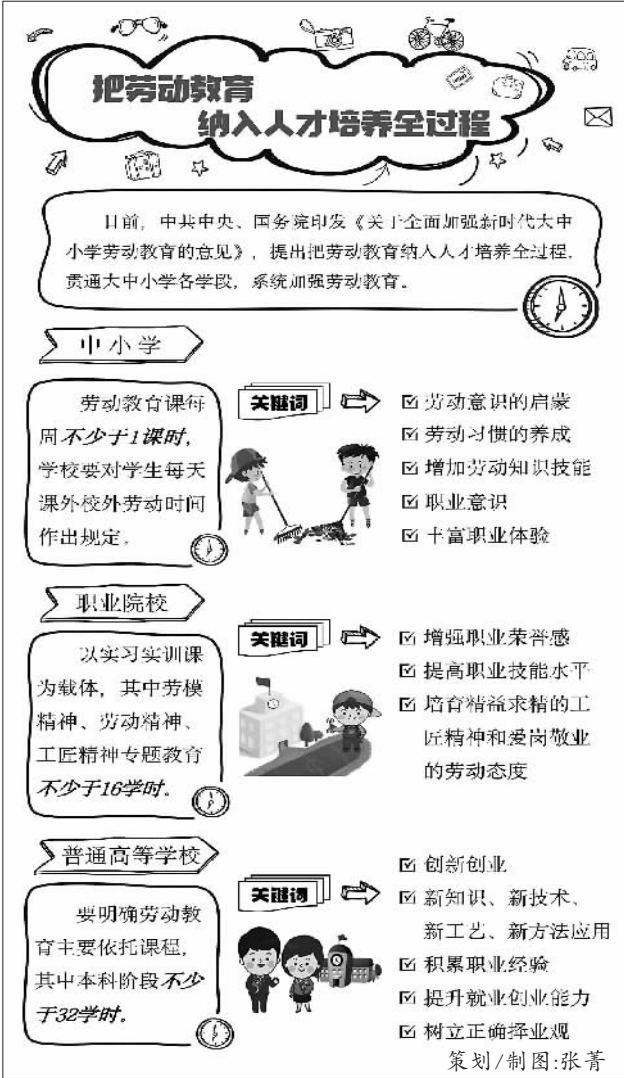 把劳动教育
纳入人才培养全过程
日前，中共中央、国务院印发《关于全面加强新时代大中
小学劳动教育的意见》，提出把劳动教育纳入人才培养全过程，
贯通大中小学各学段，系统加强劳动教育。
中小学
劳动教育课每
周不少于1课时，
学校要对学生每天
课外校外劳动时间
作出规定。
关键词
劳动意识的启蒙
劳动习惯的养成
增加劳动知识技能
职业意识
丰富职业体验
职业院校
以实习实训课
为载体，其中劳模
精神、劳动精神、
工匠精神专题教育
不少于16学时。
关键词
增强职业荣誉感
提高职业技能水平
培育精益求精的工
匠精神和爱岗敬业
的劳动态度
普通高等学校
要明确劳动教
育主要依托课程，
其中本科阶段不少
于32学时。
关键词
创新创业
新知识、新技术、
新工艺、新方法应用
积累职业经验
提升就业创业能力
树立正确择业观
策划/制图:张菁